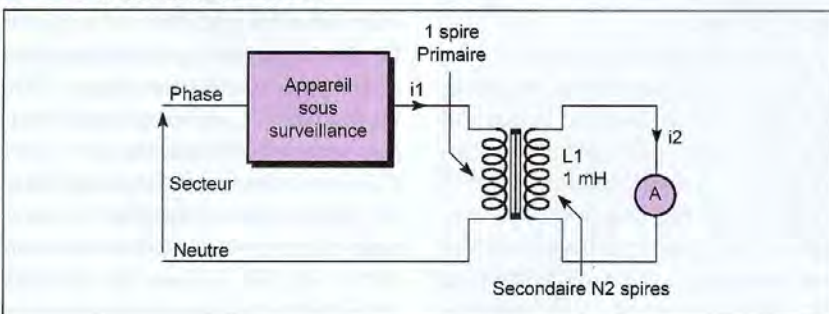 1 spire
Primaire
Appareil
sous
surveillance
Phase
i1
Secteur
L1
1 mH
i2
A
Neutre
Secondaire N2 spires